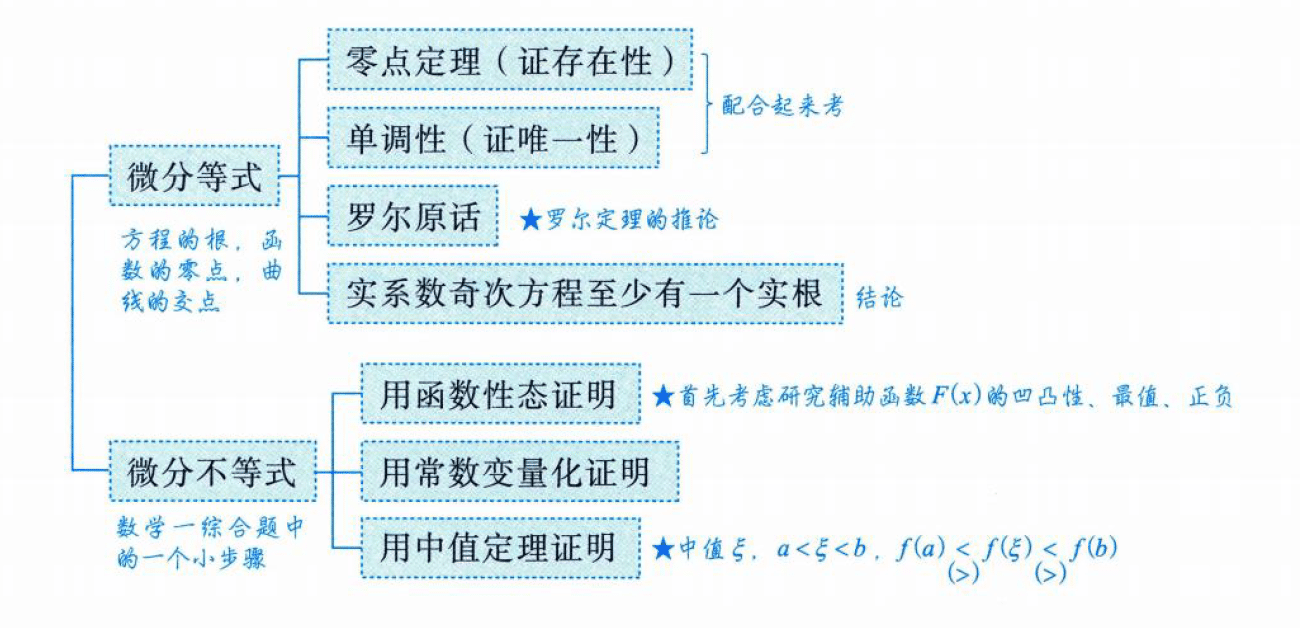 零点定理（证存在性）
配合起来考
单调性（证唯一性）
微分等式
罗尔原话
★罗尔定理的推论
方程的根，函
数的零点，曲
线的交点
实系数奇次方程至少有一个实根
结论
用函数性态证明
★首先考虑研究辅助函数F(x)的凹凸性、最值、正负
微分不等式
用常数变量化证明
数学一综合题中
的一个小步骤
用中值定理证明
★中值ξ，a<ξ<b，f(a)<f(ξ)<f(b)
(>) (>)